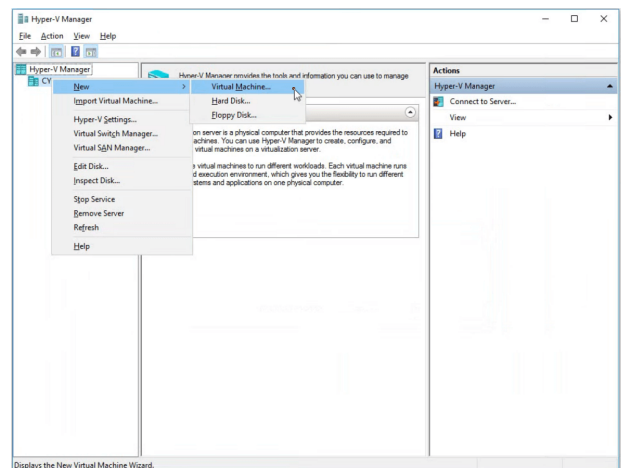 Hyper-V Manager
File Action View Help
Hyper-V Manager
CY
New
Import Virtual Machine...
Hyper-V Settings...
Virtual Switch Manager...
Virtual SAN Manager...
Edit Disk...
Inspect Disk...
Stop Service
Remove Server
Refresh
Help
Virtual Machine...
Hard Disk...
Floppy Disk...
Hyper-V Manager provides the tools and information you can use to manage
on server is a physical computer that provides the resources required to
achines. You can use Hyper-V Manager to create, configure, and
virtual machines on a virtualization server.
virtual machines to run different workloads. Each virtual machine runs
d execution environment, which gives you the flexibility to run different
stems and applications on one physical computer.
Actions
Hyper-V Manager
Connect to Server...
View
Help
Displays the New Virtual Machine Wizard.